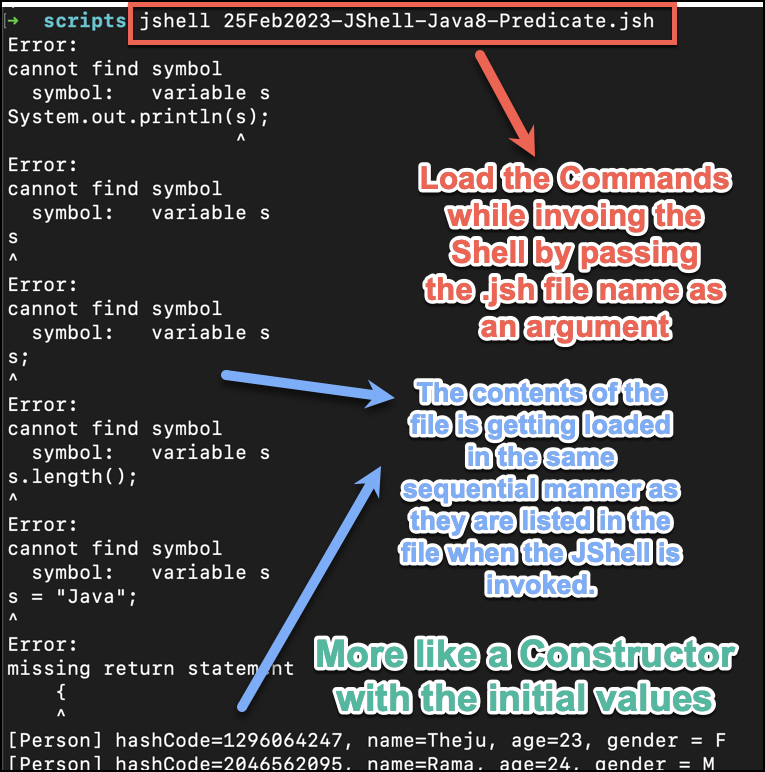 → scripts jshell 25Feb2023-JShell-Java8-Predicate.jsh
Error:
cannot find symbol
  symbol:   variable s
System.out.println(s);
                   ^
Error:
cannot find symbol
  symbol:   variable s
s
^
Error:
cannot find symbol
  symbol:   variable s
s;
^
Error:
cannot find symbol
  symbol:   variable s
s.length();
^
Error:
cannot find symbol
  symbol:   variable s
s = "Java";
^
Error:
missing return statement
    {
    ^
[Person] hashCode=1296064247, name=Theju, age=23, gender = F
[Person] hashCode=2046562095, name=Rama, age=24, gender = M
Load the Commands
while invoing the
Shell by passing
the .jsh file name as
an argument
The contents of the
file is getting loaded
in the same
sequential manner as
they are listed in the
file when the JShell is
invoked.
More like a Constructor
with the initial values